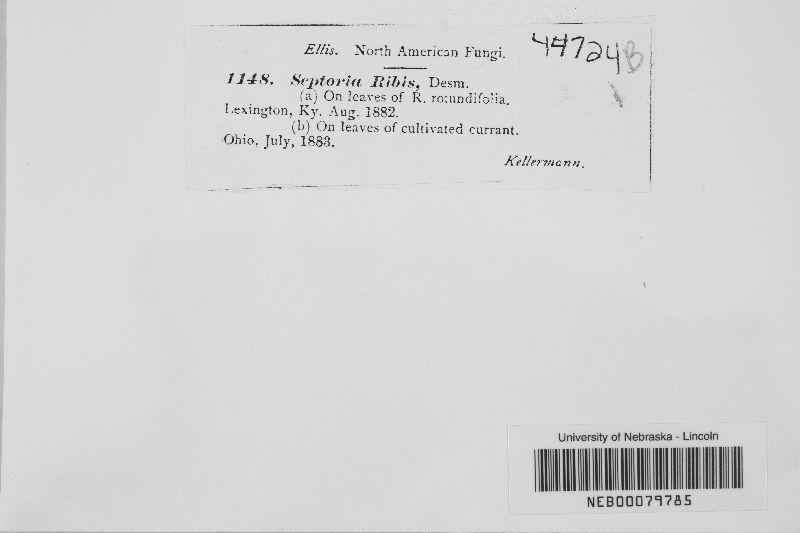 Ellis. North American Fungi.
44724B
1148. Septoria Ribis, Desm.
(a) On leaves of R. rotundifolia.
Lexington, Ky. Aug. 1882.
(b) On leaves of cultivated currant.
Ohio, July, 1883.
Kellermann.
University of Nebraska - Lincoln
NEB00079785